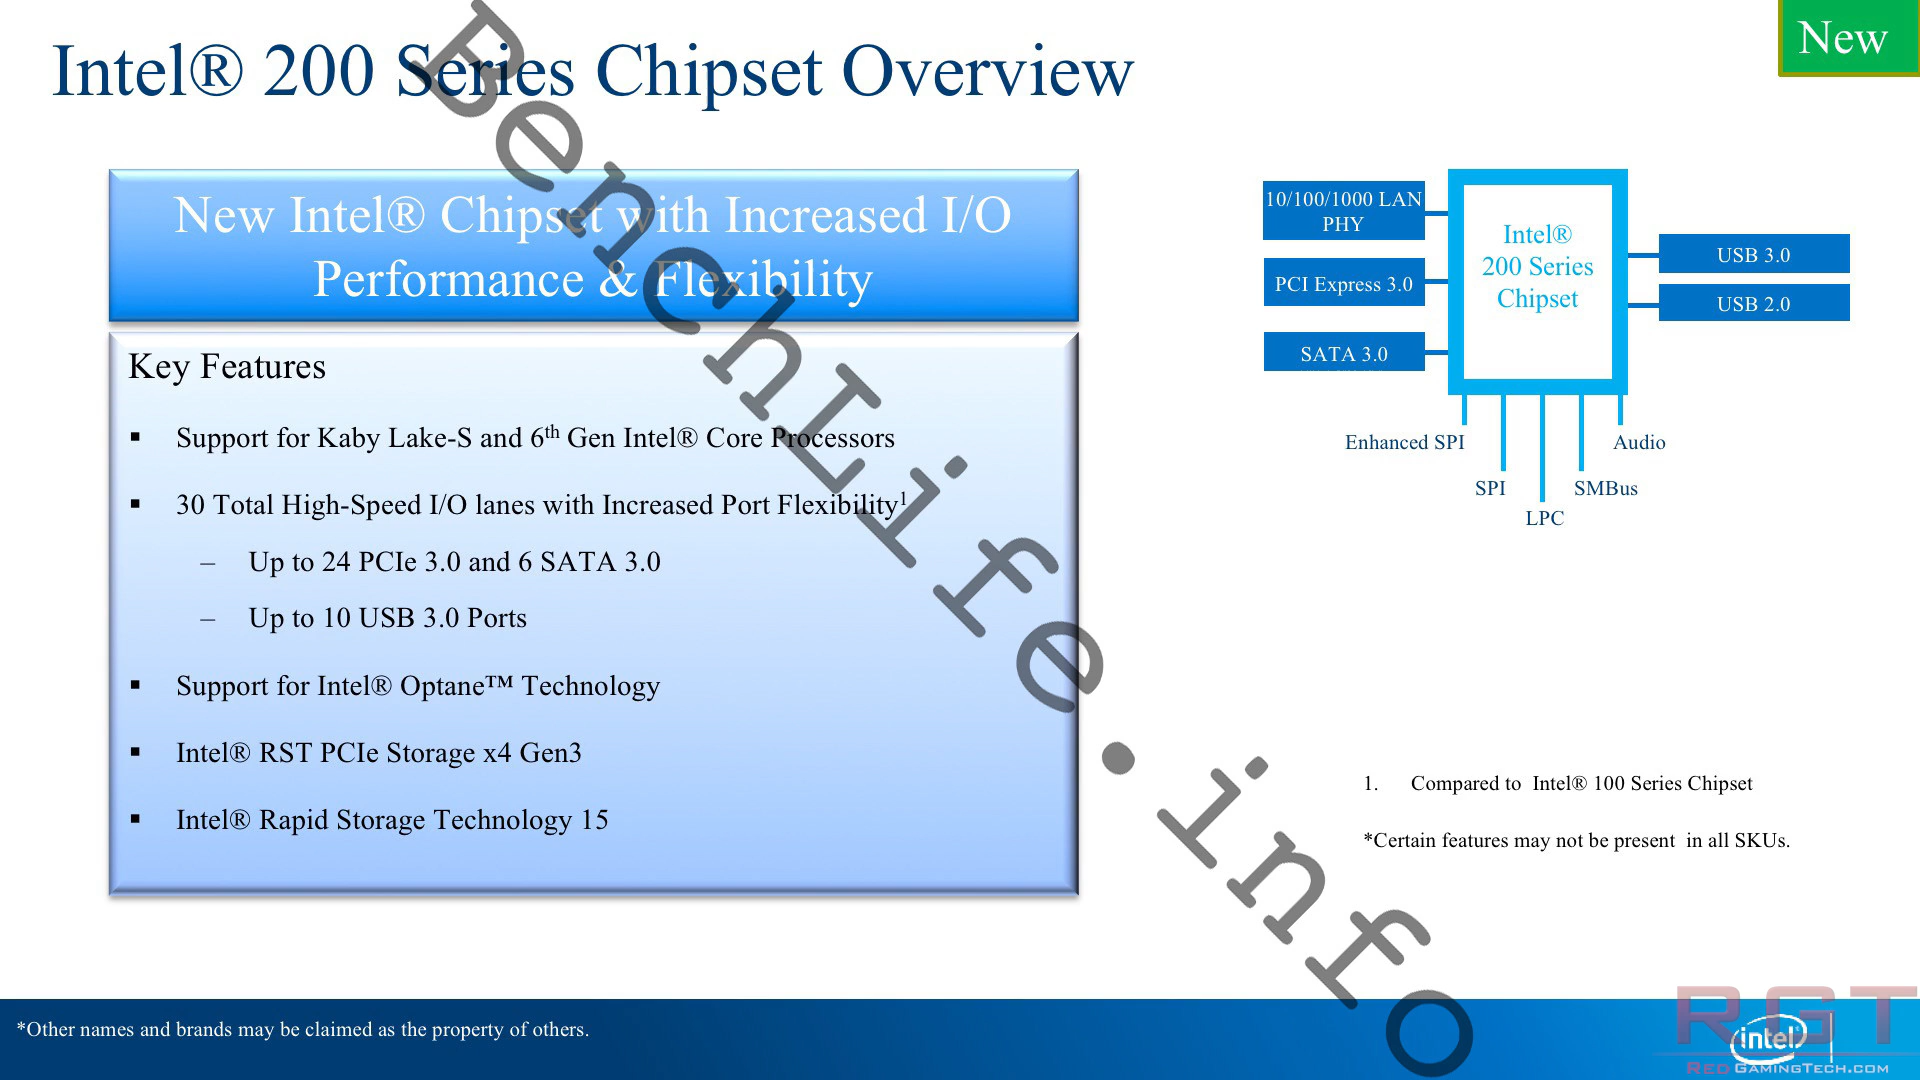 Intel® 200 Series Chipset Overview
New
New Intel® Chipset with Increased I/O
Performance & Flexibility
Key Features
▪ Support for Kaby Lake-S and 6th Gen Intel® Core Processors
▪ 30 Total High-Speed I/O lanes with Increased Port Flexibility1
– Up to 24 PCIe 3.0 and 6 SATA 3.0
– Up to 10 USB 3.0 Ports
▪ Support for Intel® Optane™ Technology
▪ Intel® RST PCIe Storage x4 Gen3
▪ Intel® Rapid Storage Technology 15
10/100/1000 LAN
PHY
PCI Express 3.0
SATA 3.0
Intel®
200 Series
Chipset
USB 3.0
USB 2.0
Enhanced SPI
SPI
LPC
SMBus
Audio
1. Compared to Intel® 100 Series Chipset
*Certain features may not be present in all SKUs.
BenchLife.info
*Other names and brands may be claimed as the property of others.
RGT
intel®
REDGAMINGTECH.COM